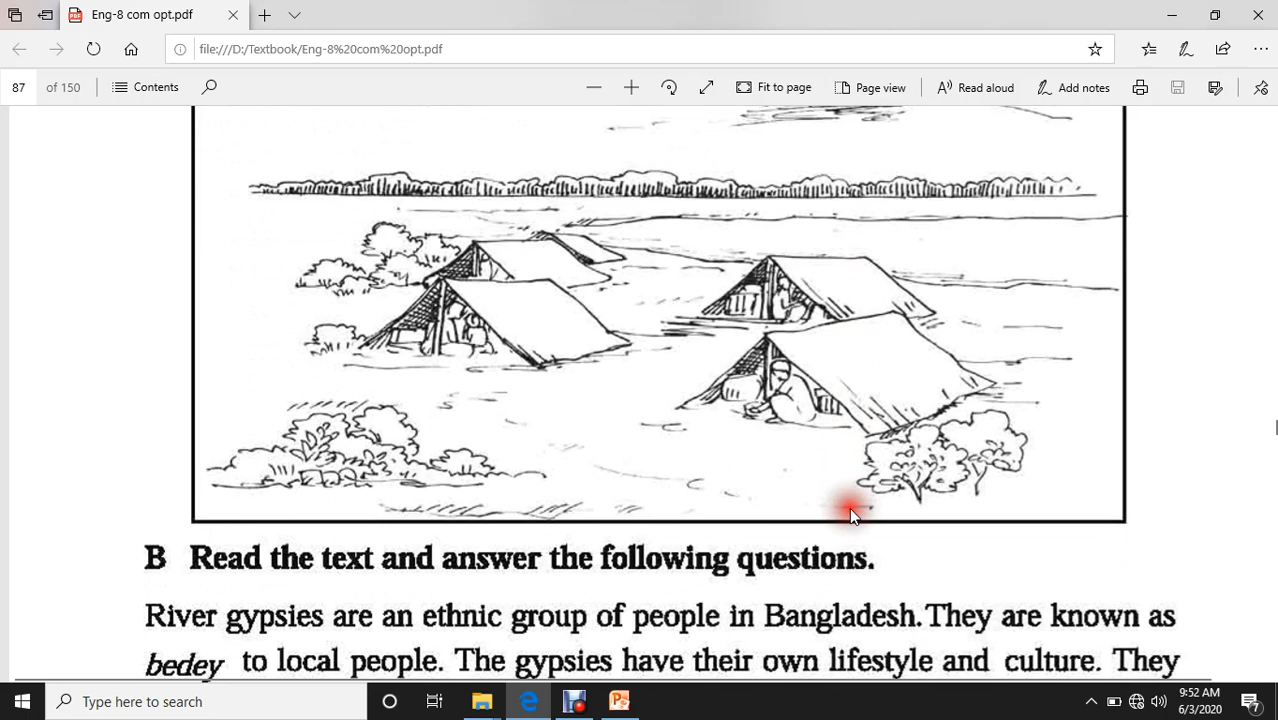 Eng-8 com opt.pdf
file:///D:/Textbook/Eng-8%20com%20opt.pdf
87 of 150 Contents Fit to page Page view Read aloud Add notes
B Read the text and answer the following questions.
River gypsies are an ethnic group of people in Bangladesh.They are known as
bedey to local people. The gypsies have their own lifestyle and culture. They
Type here to search
9:52 AM
6/3/2020
7